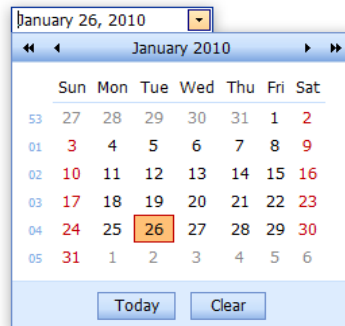 January 26, 2010
January 2010
Sun Mon Tue Wed Thu Fri Sat
53 27 28 29 30 31 1 2
01 3 4 5 6 7 8 9
02 10 11 12 13 14 15 16
03 17 18 19 20 21 22 23
04 24 25 26 27 28 29 30
05 31 1 2 3 4 5 6
Today Clear